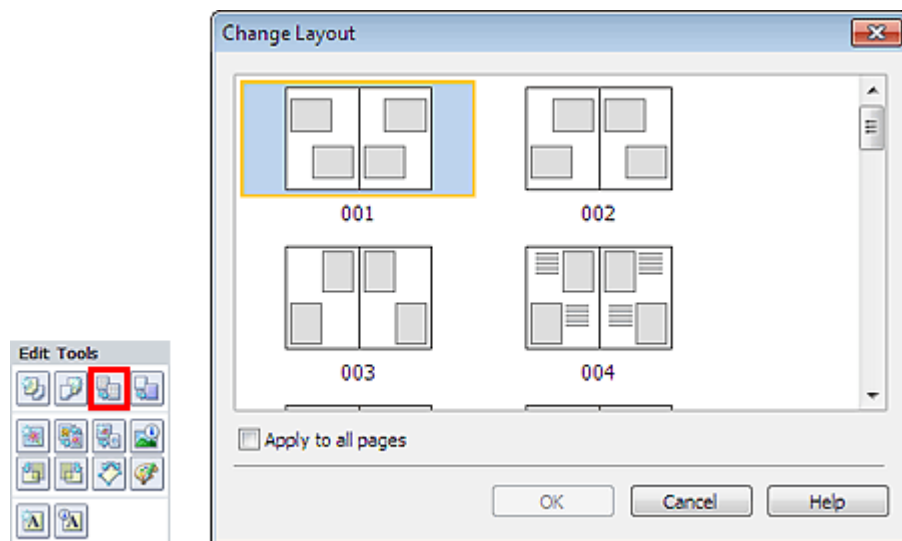 Change Layout
001
002
003
004
Edit Tools
Apply to all pages
OK
Cancel
Help
A
A